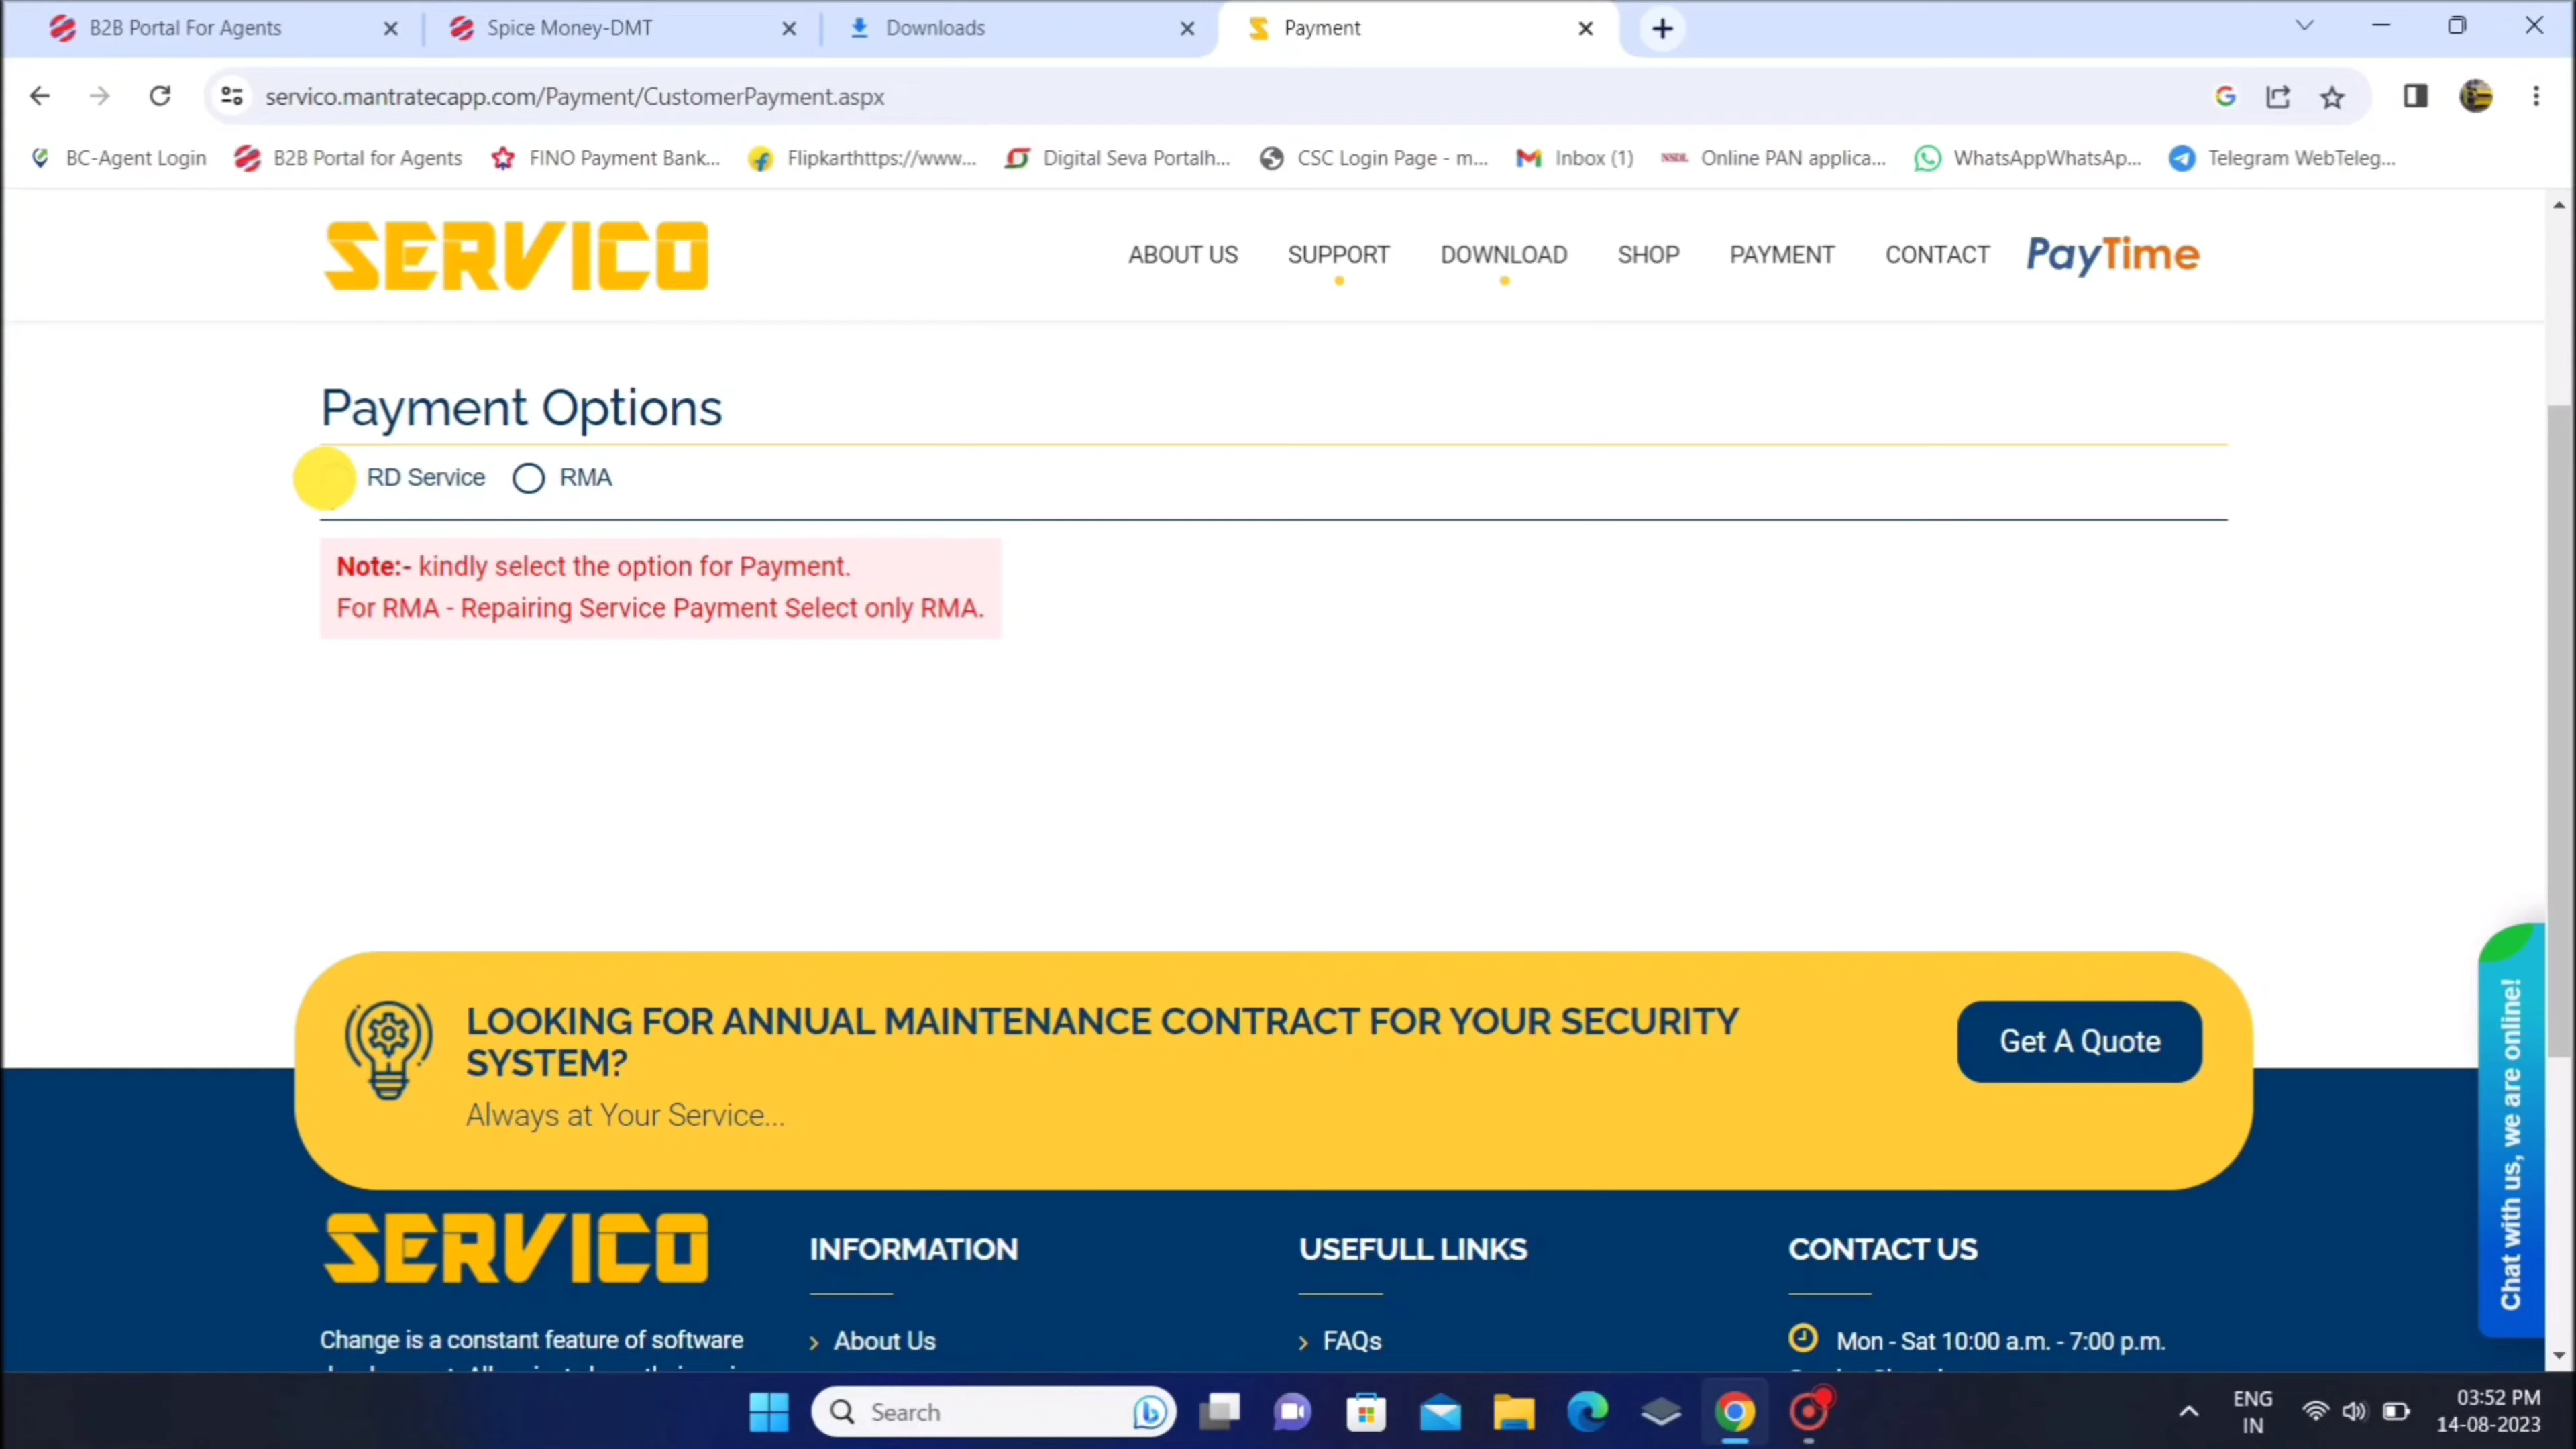 B2B Portal For Agents
Spice Money-DMT
Downloads
Payment
servico.mantratecapp.com/Payment/CustomerPayment.aspx
BC-Agent Login
B2B Portal for Agents
FINO Payment Bank...
Flipkarthttps://www...
Digital Seva Portalh...
CSC Login Page - m...
Inbox (1)
NSDL
Online PAN applica...
WhatsAppWhatsAp...
Telegram WebTeleg...
SERVICO
ABOUT US
SUPPORT
DOWNLOAD
SHOP
PAYMENT
CONTACT
PayTime
Payment Options
RD Service
RMA
Note:- kindly select the option for Payment.
For RMA - Repairing Service Payment Select only RMA.
LOOKING FOR ANNUAL MAINTENANCE CONTRACT FOR YOUR SECURITY
SYSTEM?
Always at Your Service...
Get A Quote
Chat with us, we are online!
SERVICO
INFORMATION
USEFULL LINKS
CONTACT US
Change is a constant feature of software
About Us
FAQs
Mon - Sat 10:00 a.m. - 7:00 p.m.
Search
ENG
IN
03:52 PM
14-08-2023